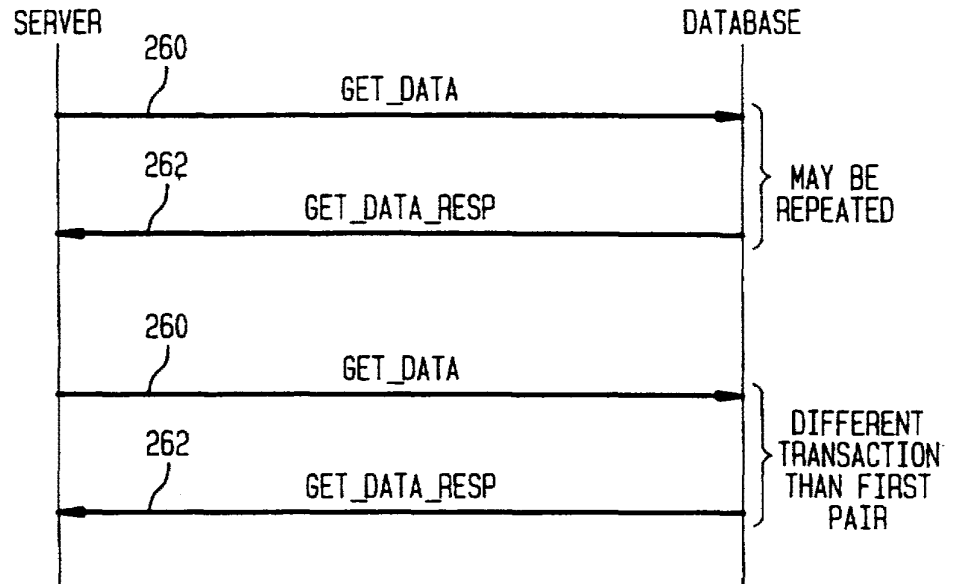 SERVER
DATABASE
260
GET_DATA
262
GET_DATA_RESP
MAY BE
REPEATED
260
GET_DATA
262
GET_DATA_RESP
DIFFERENT
TRANSACTION
THAN FIRST
PAIR